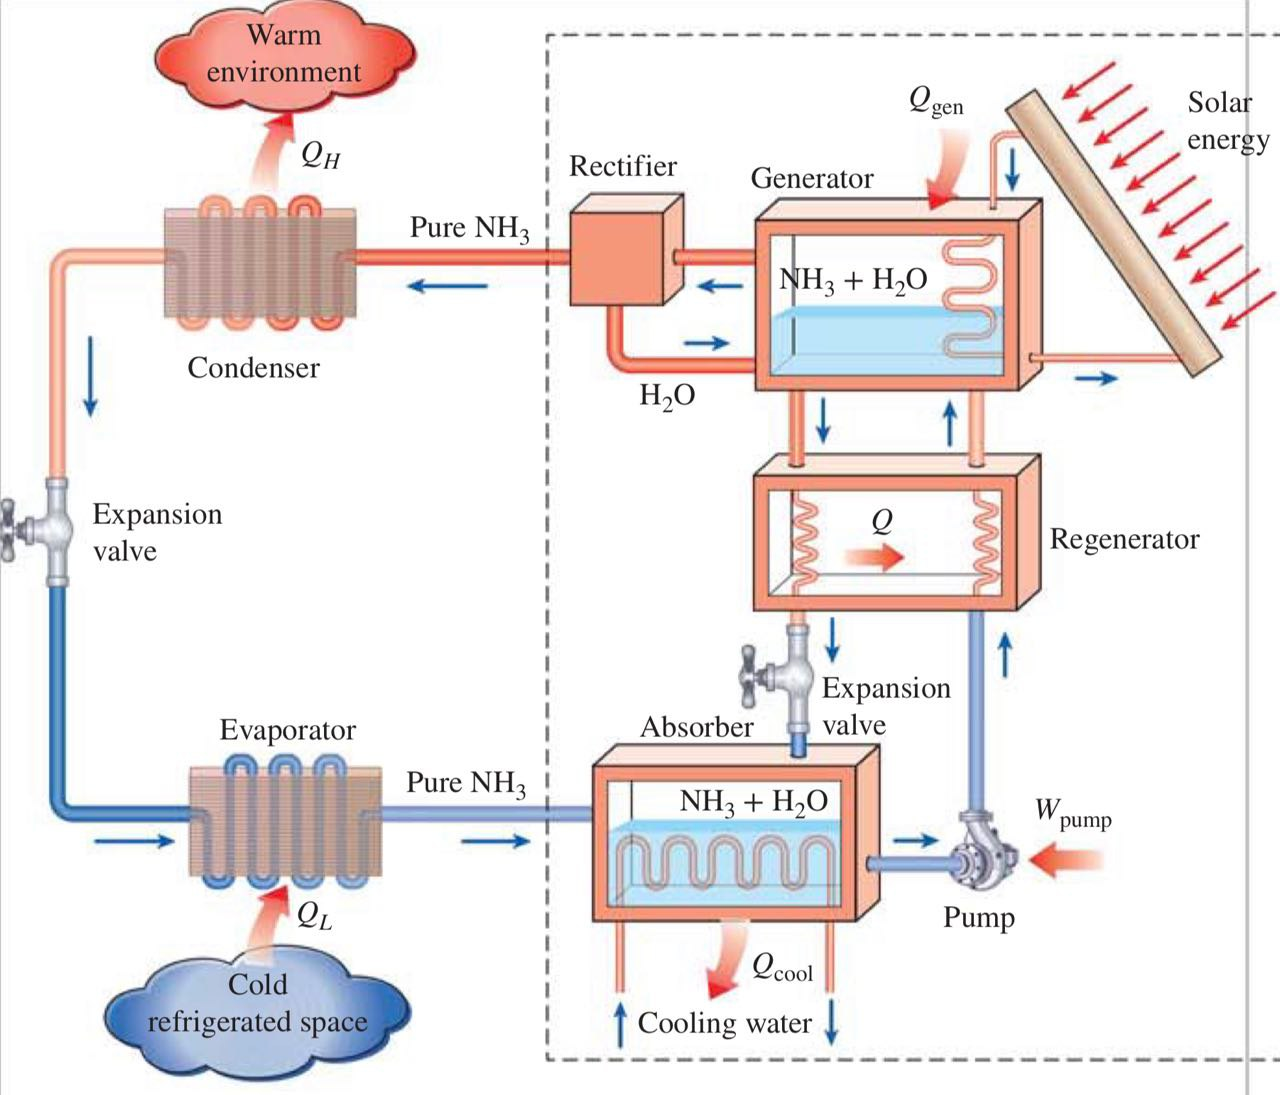 Warm
environment
Q_H
Q_gen
Solar
energy
Rectifier
Generator
Pure NH₃
NH₃ + H₂O
Condenser
H₂O
Expansion
valve
Q
Regenerator
Expansion
valve
Absorber
Evaporator
Pure NH₃
NH₃ + H₂O
W_pump
Q_L
Pump
Q_cool
Cold
refrigerated space
Cooling water